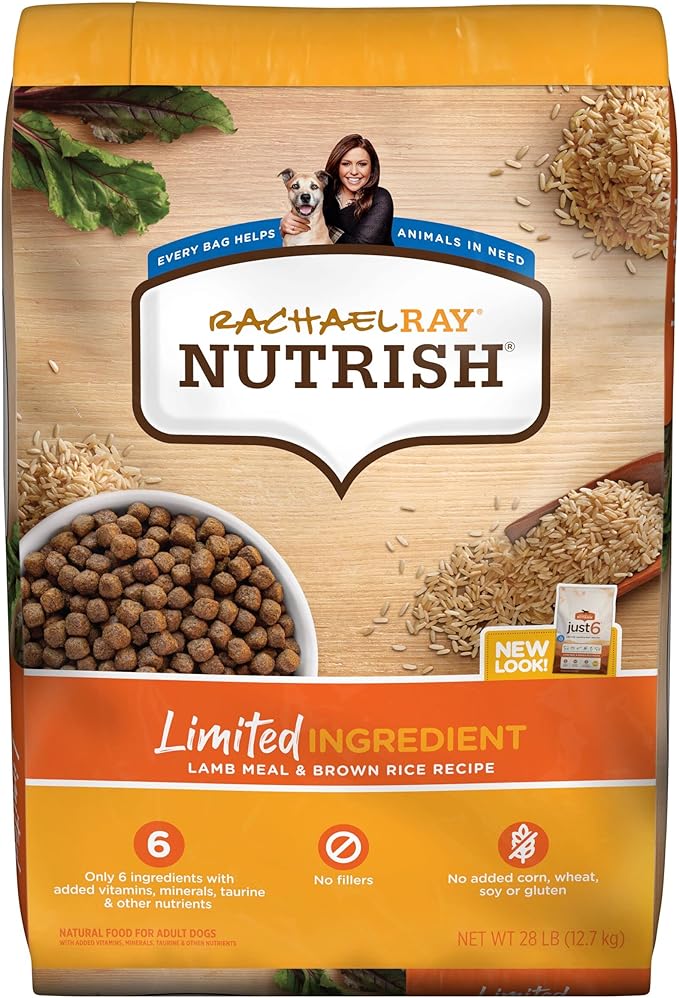 EVERY BAG HELPS ANIMALS IN NEED
RACHAELRAY®
NUTRISH®
NEW
LOOK!
just6
Limited INGREDIENT
LAMB MEAL & BROWN RICE RECIPE
6
Only 6 ingredients with
added vitamins, minerals, taurine
& other nutrients
No fillers
No added corn, wheat,
soy or gluten
NATURAL FOOD FOR ADULT DOGS
WITH ADDED VITAMINS, MINERALS, TAURINE & OTHER NUTRIENTS
NET WT 28 LB (12.7 kg)
Limited